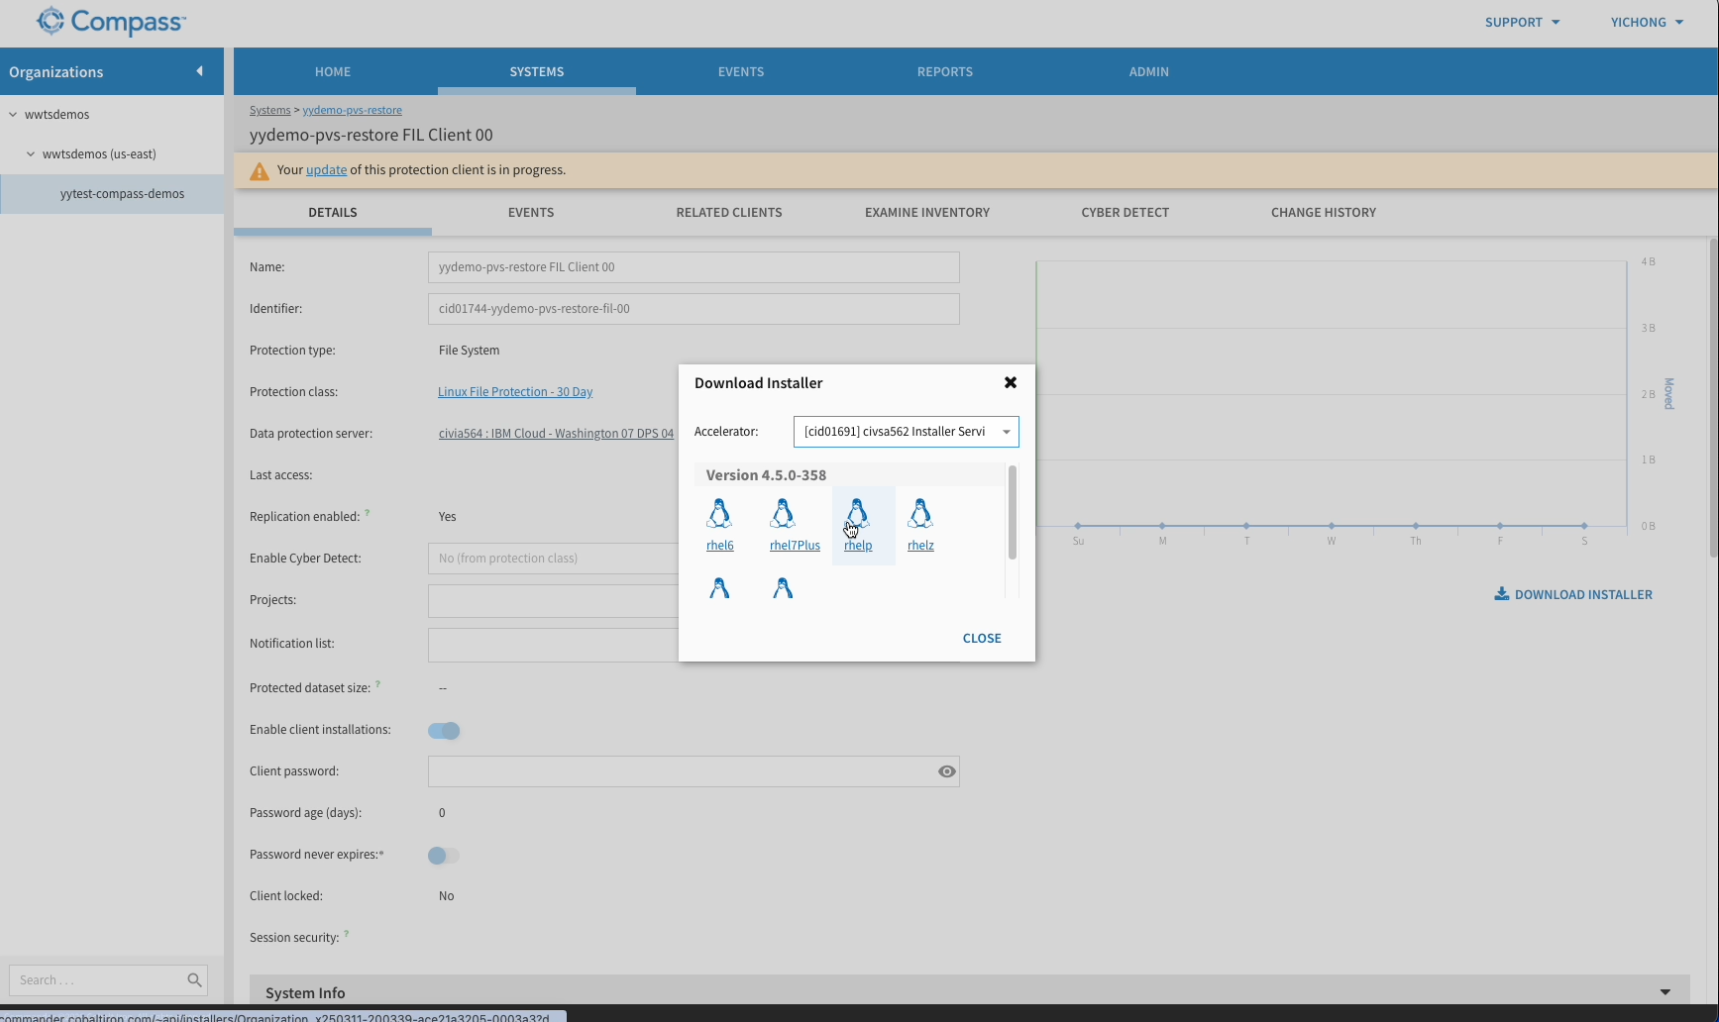 Compass™
SUPPORT
YICHONG
Organizations
HOME
SYSTEMS
EVENTS
REPORTS
ADMIN
wwtsdemos
wwtsdemos (us-east)
yytest-compass-demos
Systems > yydemo-pvs-restore
yydemo-pvs-restore FIL Client 00
Your update of this protection client is in progress.
DETAILS
EVENTS
RELATED CLIENTS
EXAMINE INVENTORY
CYBER DETECT
CHANGE HISTORY
Name:
yydemo-pvs-restore FIL Client 00
Identifier:
cid01744-yydemo-pvs-restore-fil-00
Protection type:
File System
Protection class:
Linux File Protection - 30 Day
Data protection server:
civia564 : IBM Cloud - Washington 07 DPS 04
Last access:
Replication enabled: ?
Yes
Enable Cyber Detect:
No (from protection class)
Projects:
Notification list:
Protected dataset size: ?
--
Enable client installations:
Client password:
Password age (days):
0
Password never expires:*
Client locked:
No
Session security: ?
System Info
4 B
3 B
2 B
1 B
0 B
Moved
Su
M
T
W
Th
F
S
DOWNLOAD INSTALLER
Download Installer
Accelerator:
[cid01691] civsa562 Installer Servi
Version 4.5.0-358
rhel6
rhel7Plus
rhelp
rhelz
CLOSE
Search . . .
commander.cobaltiron.com/~api/installers/Organization_x250311-200339-ace21a3205-0003a3?d